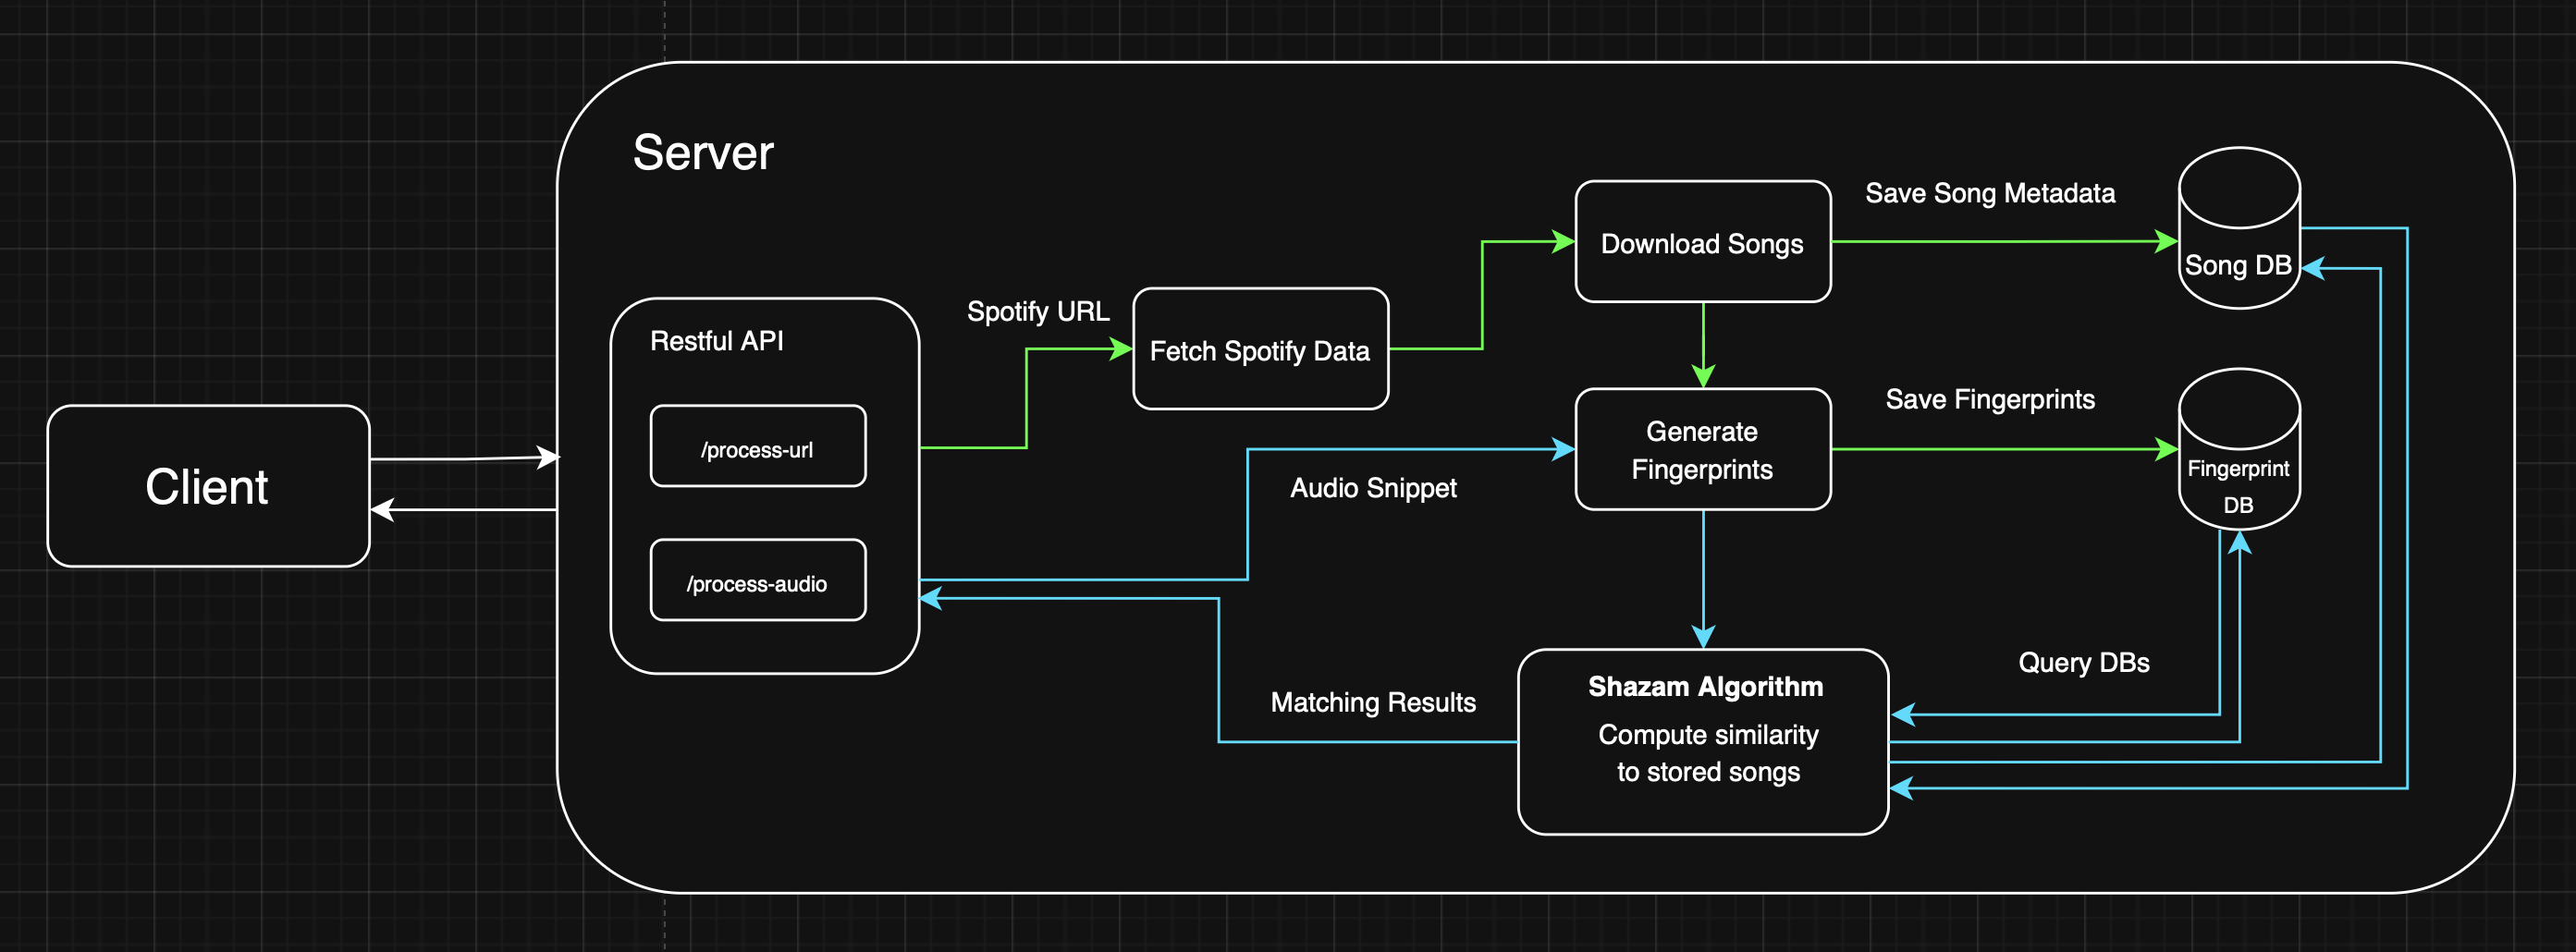 Server
Client
Restful API
/process-url
/process-audio
Spotify URL
Fetch Spotify Data
Download Songs
Save Song Metadata
Song DB
Audio Snippet
Generate
Fingerprints
Save Fingerprints
Fingerprint
DB
Matching Results
Shazam Algorithm
Compute similarity
to stored songs
Query DBs